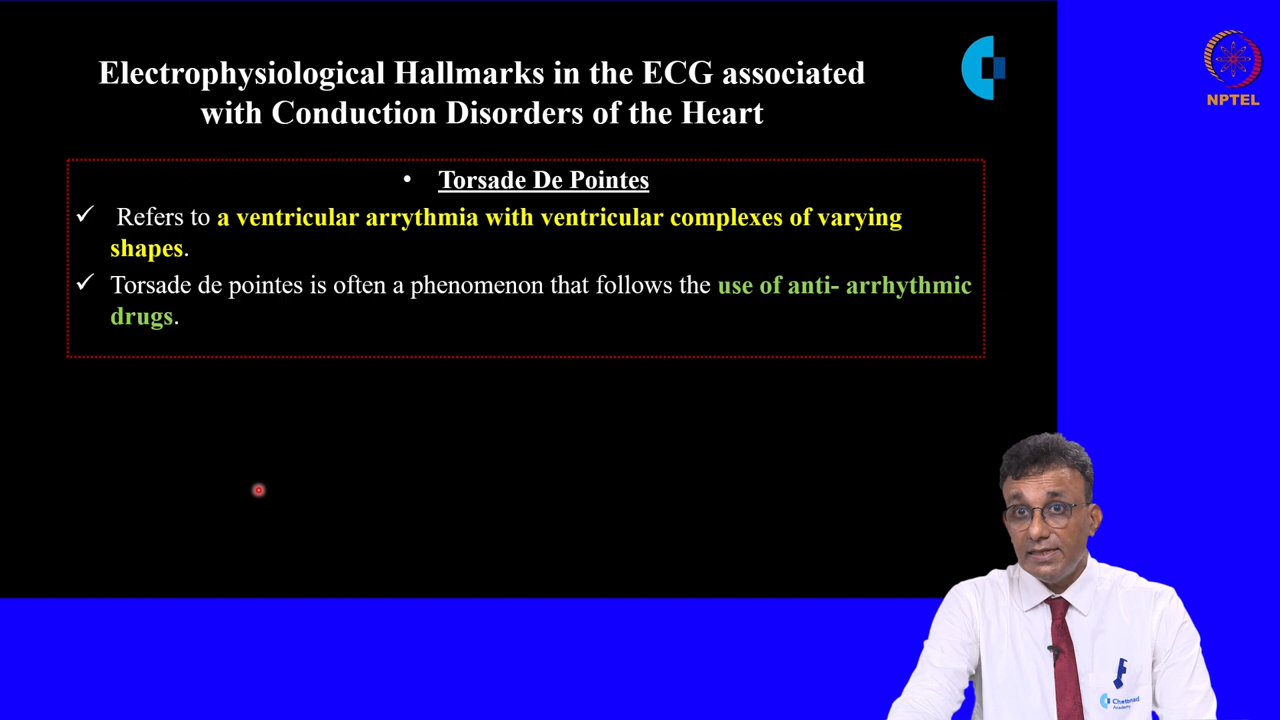 Electrophysiological Hallmarks in the ECG associated
with Conduction Disorders of the Heart
NPTEL
• Torsade De Pointes
✓ Refers to a ventricular arrythmia with ventricular complexes of varying
shapes.
✓ Torsade de pointes is often a phenomenon that follows the use of anti- arrhythmic
drugs.
Chettinad
Academy